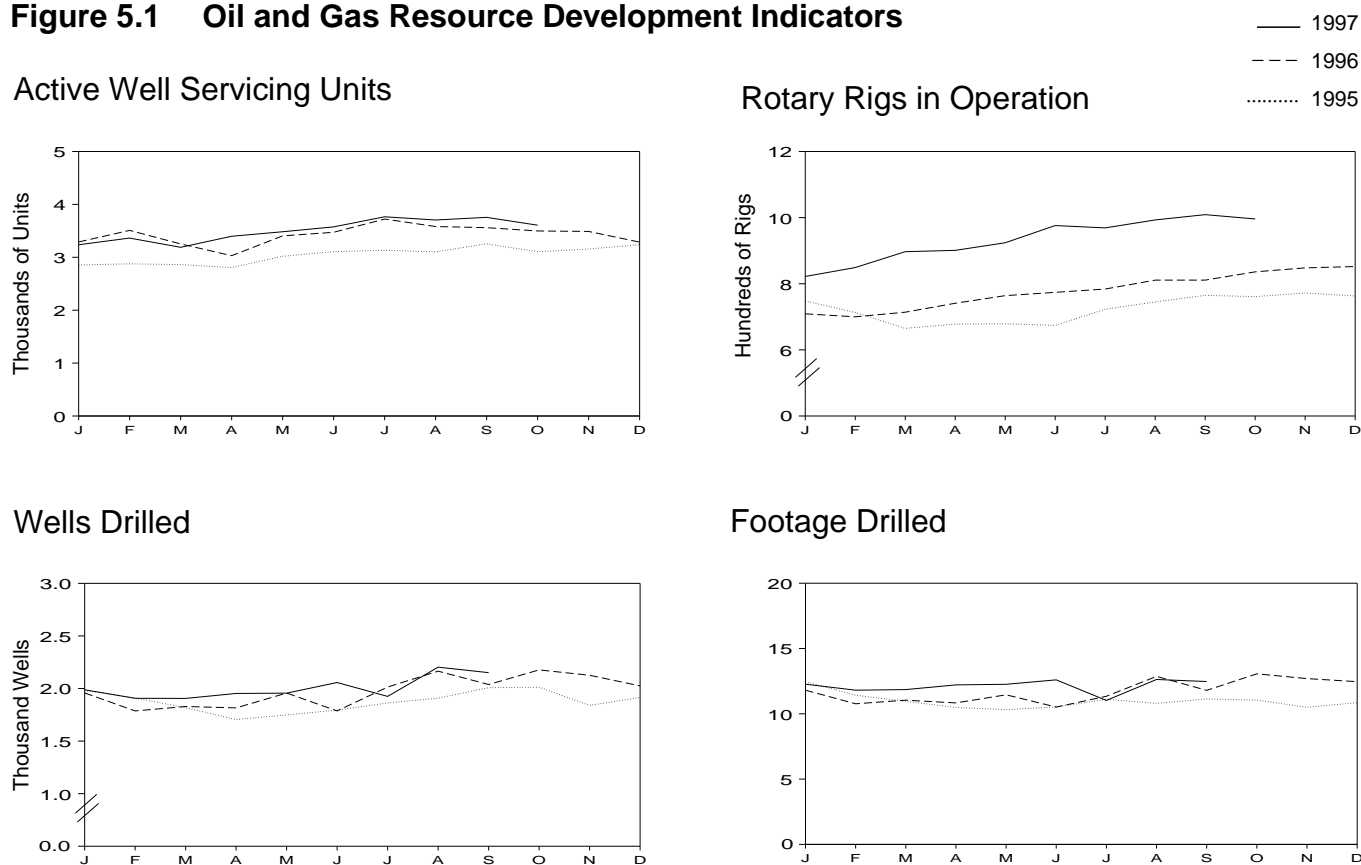 Figure 5.1 Oil and Gas Resource Development Indicators
1997
1996
1995
Active Well Servicing Units
Thousands of Units
5
4
3
2
1
0
J F M A M J J A S O N D
Rotary Rigs in Operation
Hundreds of Rigs
12
10
8
6
0
J F M A M J J A S O N D
Wells Drilled
Thousand Wells
3.0
2.5
2.0
1.5
1.0
0.0
J F M A M J J A S O N D
Footage Drilled
20
15
10
5
0
J F M A M J J A S O N D